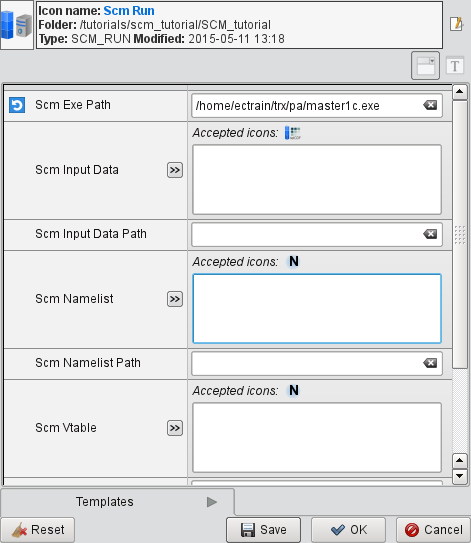 Icon name: Scm Run
Folder: /tutorials/scm_tutorial/SCM_tutorial
Type: SCM_RUN Modified: 2015-05-11 13:18
T
Scm Exe Path /home/ectrain/trx/pa/master1c.exe
Accepted icons:
Scm Input Data >>
Scm Input Data Path
Accepted icons: N
Scm Namelist >>
Scm Namelist Path
Accepted icons: N
Scm Vtable >>
Templates
Reset Save OK Cancel